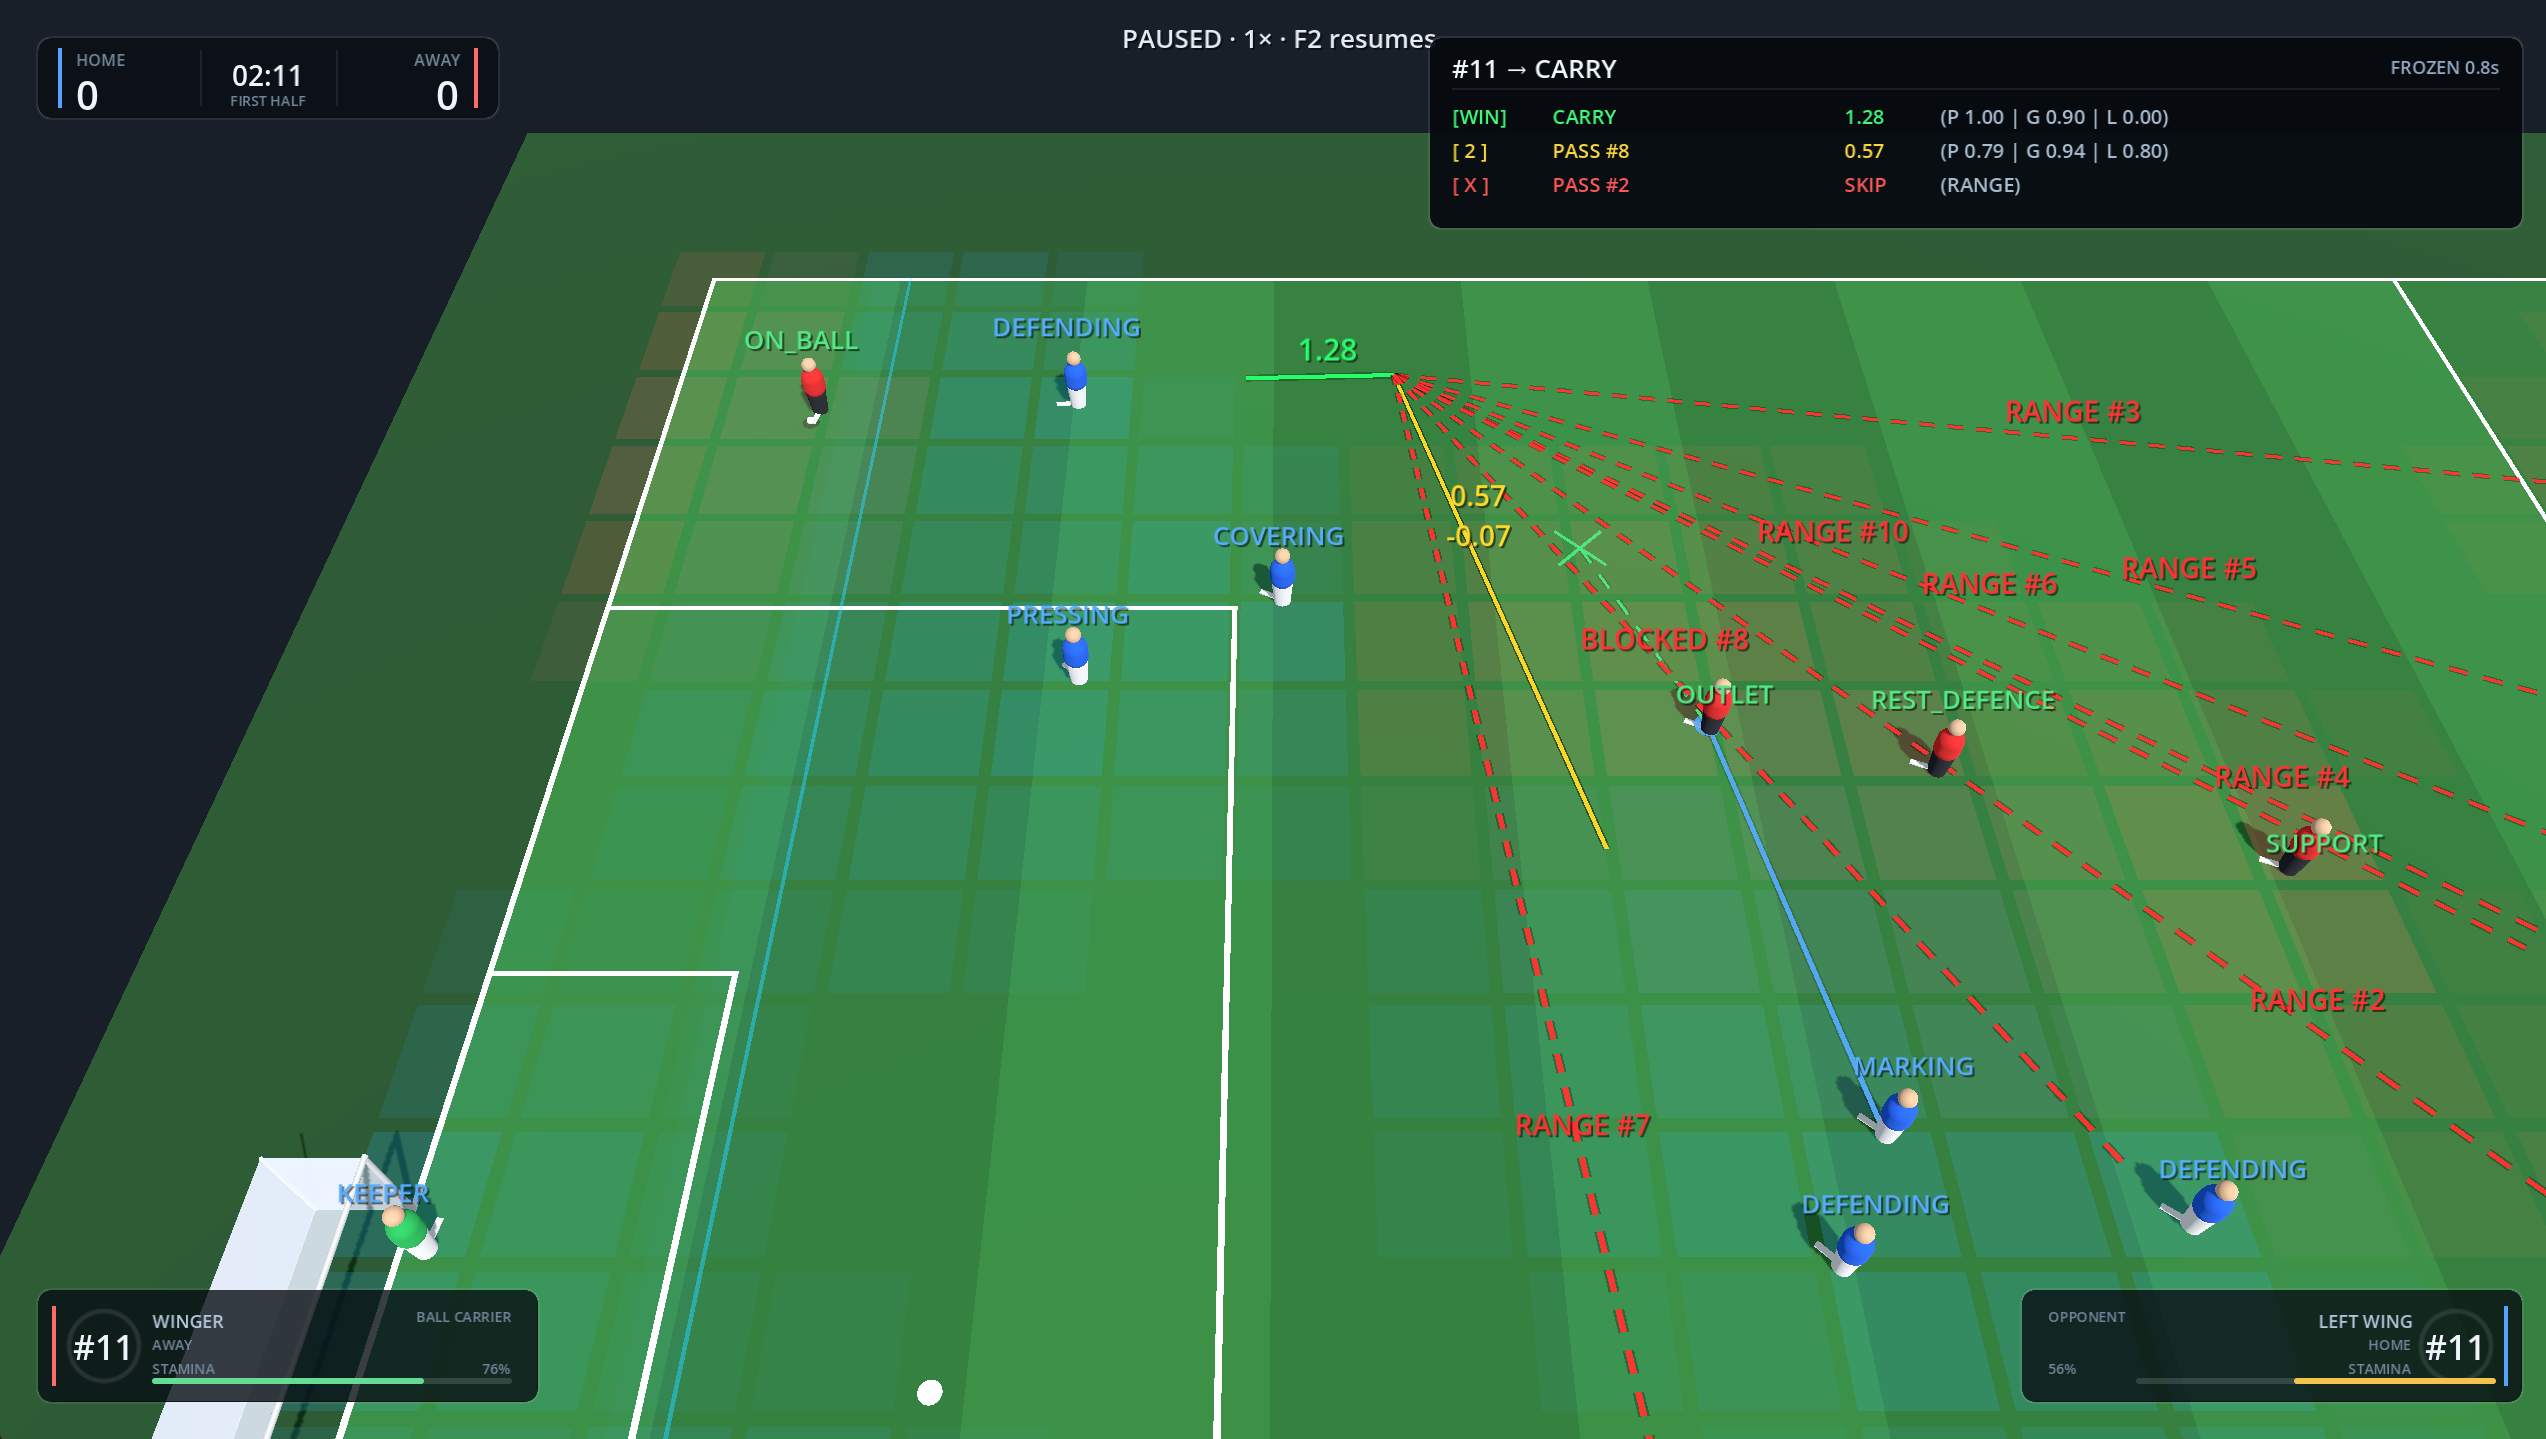 PAUSED · 1× · F2 resumes
HOME
0
02:11
FIRST HALF
AWAY
0
#11 → CARRY
FROZEN 0.8s
[WIN] CARRY 1.28 (P 1.00 | G 0.90 | L 0.00)
[ 2 ] PASS #8 0.57 (P 0.79 | G 0.94 | L 0.80)
[ X ] PASS #2 SKIP (RANGE)
ON_BALL
DEFENDING
1.28
RANGE #3
0.57
-0.07
COVERING
RANGE #10
RANGE #5
RANGE #6
PRESSING
BLOCKED #8
OUTLET
REST_DEFENCE
RANGE #4
SUPPORT
RANGE #2
MARKING
RANGE #7
DEFENDING
DEFENDING
KEEPER
#11
WINGER
BALL CARRIER
AWAY
STAMINA
76%
OPPONENT
LEFT WING
HOME
#11
56%
STAMINA